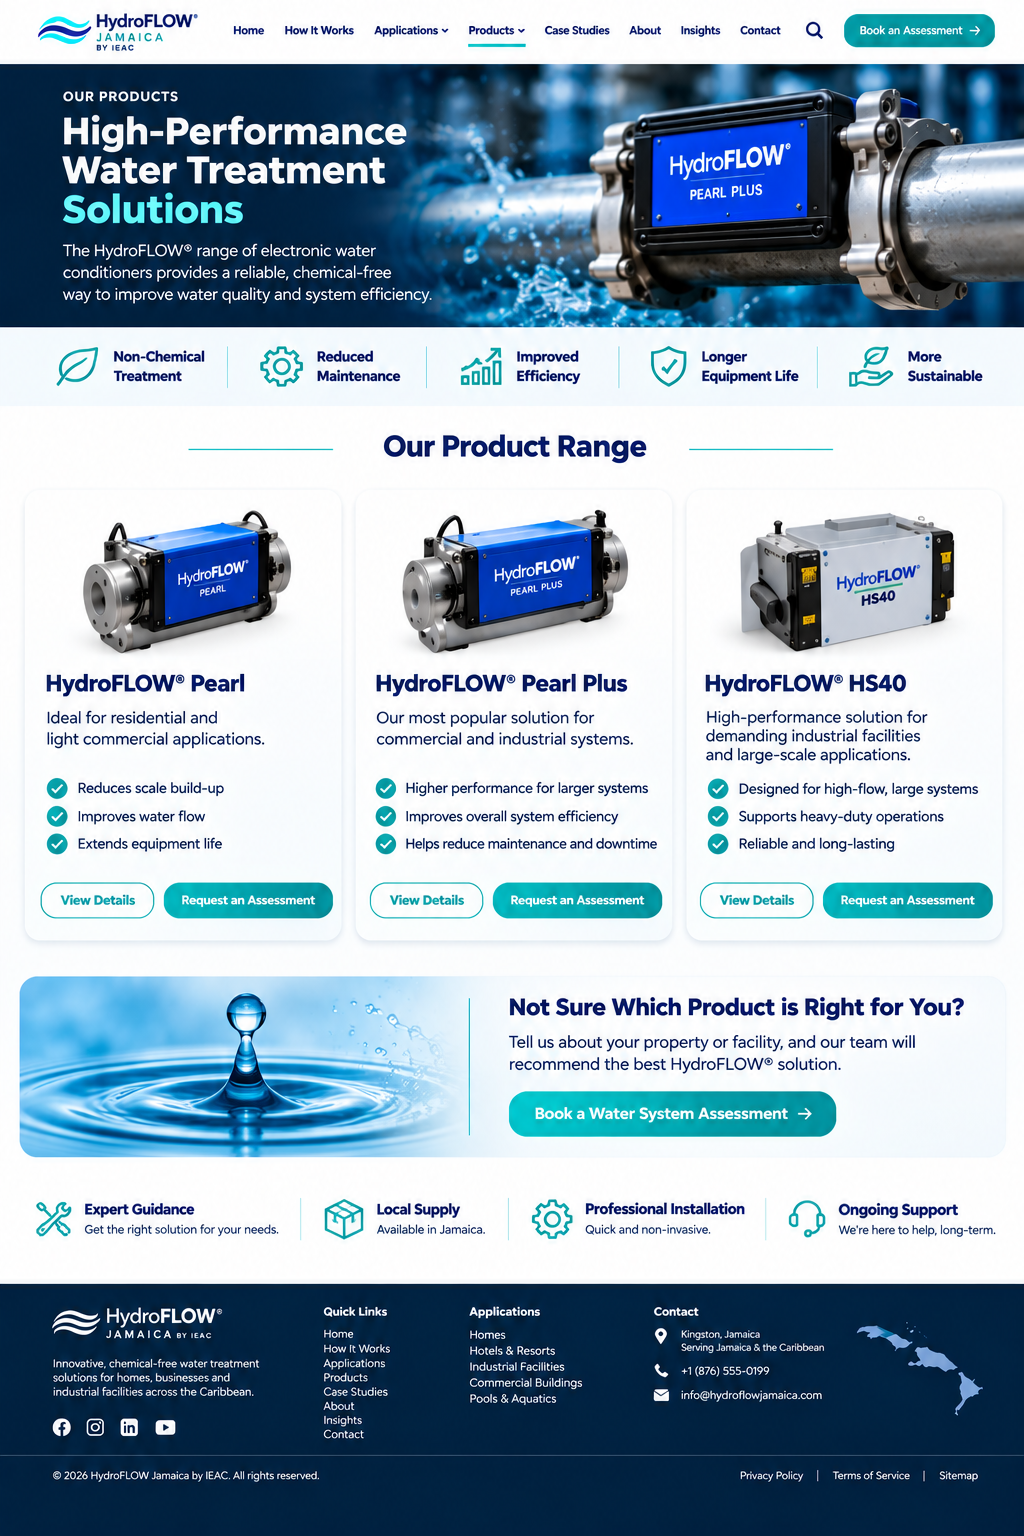 HydroFLOW®
JAMAICA
BY IEAC
Home
How It Works
Applications
Products
Case Studies
About
Insights
Contact
Book an Assessment →
OUR PRODUCTS
High-Performance
Water Treatment
Solutions
The HydroFLOW® range of electronic water
conditioners provides a reliable, chemical-free
way to improve water quality and system efficiency.
HydroFLOW®
PEARL PLUS
Non-Chemical
Treatment
Reduced
Maintenance
Improved
Efficiency
Longer
Equipment Life
More
Sustainable
Our Product Range
HydroFLOW®
PEARL
HydroFLOW® Pearl
Ideal for residential and
light commercial applications.
Reduces scale build-up
Improves water flow
Extends equipment life
View Details
Request an Assessment
HydroFLOW®
PEARL PLUS
HydroFLOW® Pearl Plus
Our most popular solution for
commercial and industrial systems.
Higher performance for larger systems
Improves overall system efficiency
Helps reduce maintenance and downtime
View Details
Request an Assessment
HydroFLOW®
HS40
HydroFLOW® HS40
High-performance solution for
demanding industrial facilities
and large-scale applications.
Designed for high-flow, large systems
Supports heavy-duty operations
Reliable and long-lasting
View Details
Request an Assessment
Not Sure Which Product is Right for You?
Tell us about your property or facility, and our team will
recommend the best HydroFLOW® solution.
Book a Water System Assessment →
Expert Guidance
Get the right solution for your needs.
Local Supply
Available in Jamaica.
Professional Installation
Quick and non-invasive.
Ongoing Support
We're here to help, long-term.
HydroFLOW®
JAMAICA BY IEAC
Innovative, chemical-free water treatment
solutions for homes, businesses and
industrial facilities across the Caribbean.
Quick Links
Home
How It Works
Applications
Products
Case Studies
About
Insights
Contact
Applications
Homes
Hotels & Resorts
Industrial Facilities
Commercial Buildings
Pools & Aquatics
Contact
Kingston, Jamaica
Serving Jamaica & the Caribbean
+1 (876) 555-0199
info@hydroflowjamaica.com
© 2026 HydroFLOW Jamaica by IEAC. All rights reserved.
Privacy Policy | Terms of Service | Sitemap